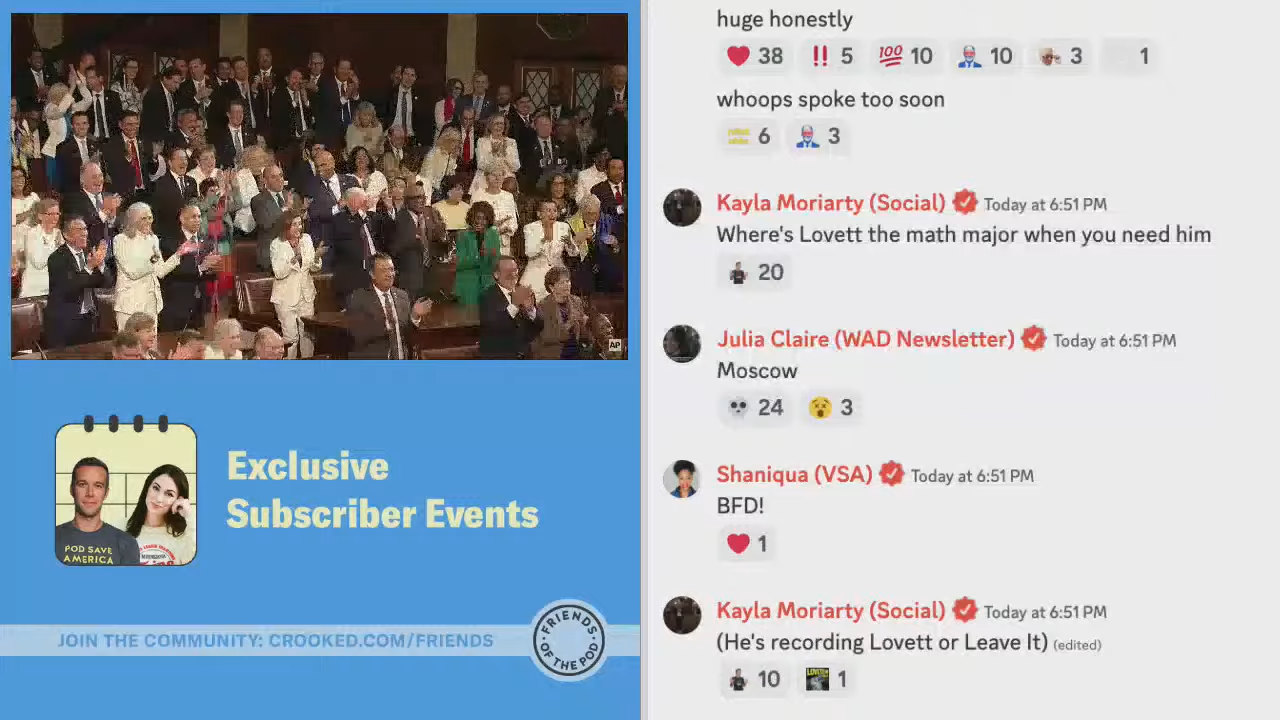 AP
Exclusive
Subscriber Events
POD SAVE
AMERICA
JOIN THE COMMUNITY: CROOKED.COM/FRIENDS
FRIENDS
OF THE POD
huge honestly
38 5 100 10 10 3 1
whoops spoke too soon
6 3
Kayla Moriarty (Social) Today at 6:51 PM
Where's Lovett the math major when you need him
20
Julia Claire (WAD Newsletter) Today at 6:51 PM
Moscow
24 3
Shaniqua (VSA) Today at 6:51 PM
BFD!
1
Kayla Moriarty (Social) Today at 6:51 PM
(He's recording Lovett or Leave It) (edited)
10 1